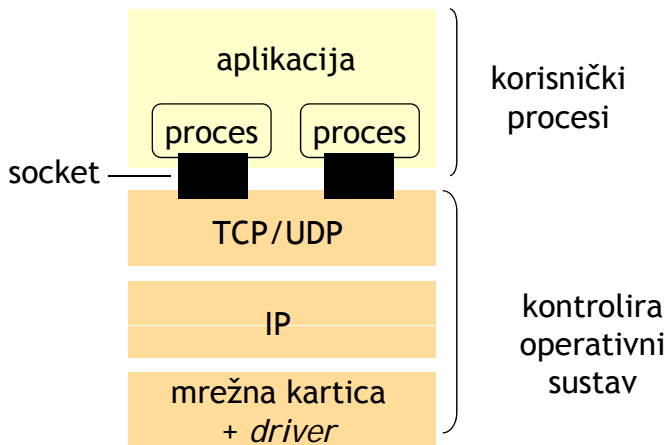 aplikacija
korisnički
procesi
proces proces
socket
TCP/UDP
IP
kontrolira
operativni
sustav
mrežna kartica
+ driver